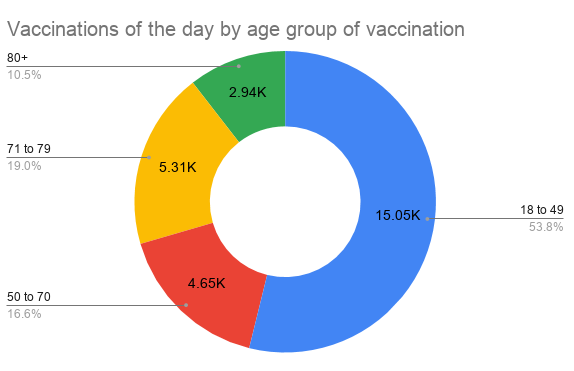 Vaccinations of the day by age group of vaccination
80+
10.5%
2.94K
71 to 79
19.0%
5.31K
18 to 49
53.8%
15.05K
50 to 70
16.6%
4.65K